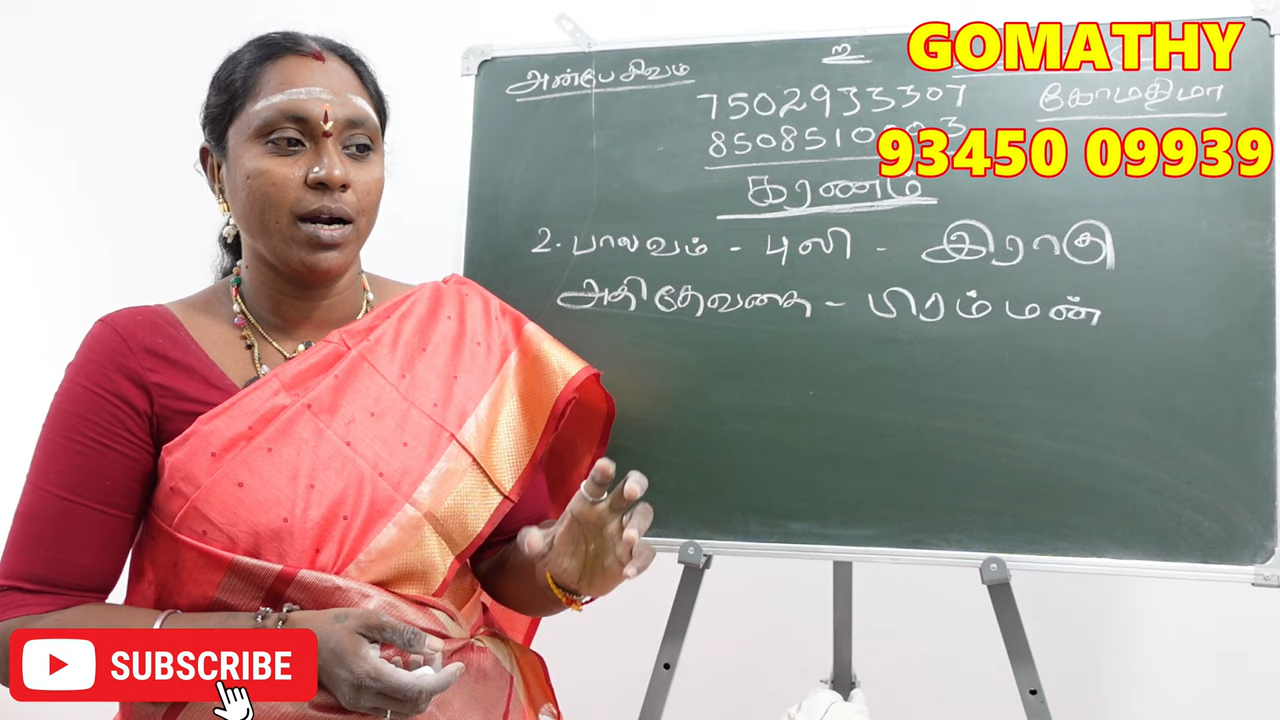 உ
அன்பே சிவம்
GOMATHY
7502933307
கோமதிமா
93450 09939
கரணம்
2. பாலவம் - புலி - இராகு
அதிதேவதை - பிரம்மன்
SUBSCRIBE